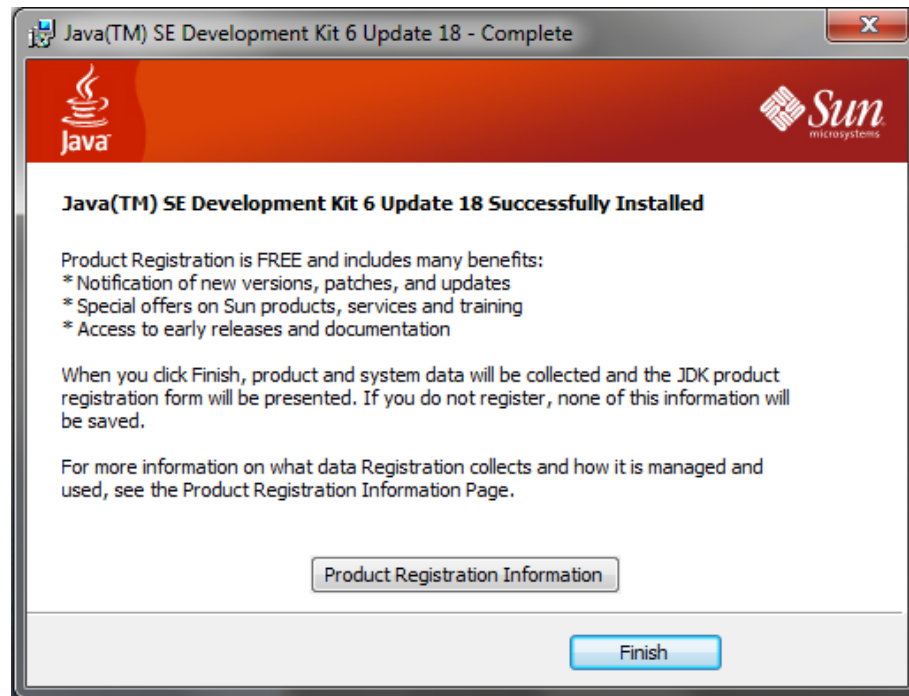 Java(TM) SE Development Kit 6 Update 18 - Complete
Java™
Sun
microsystems
Java(TM) SE Development Kit 6 Update 18 Successfully Installed
Product Registration is FREE and includes many benefits:
* Notification of new versions, patches, and updates
* Special offers on Sun products, services and training
* Access to early releases and documentation
When you click Finish, product and system data will be collected and the JDK product
registration form will be presented. If you do not register, none of this information will
be saved.
For more information on what data Registration collects and how it is managed and
used, see the Product Registration Information Page.
Product Registration Information
Finish